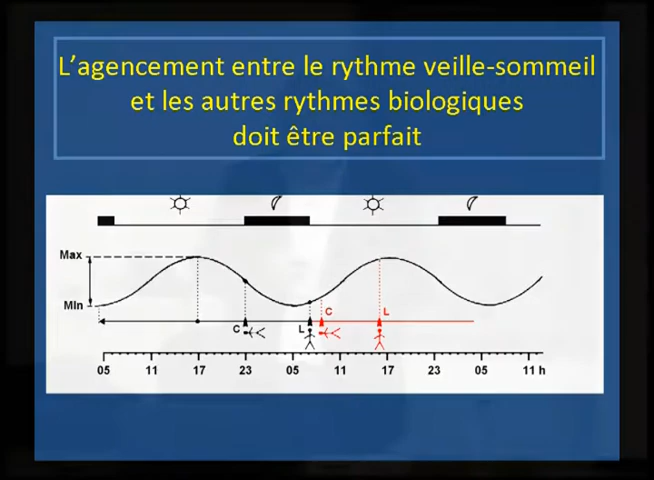 L'agencement entre le rythme veille-sommeil
et les autres rythmes biologiques
doit être parfait
Max
MIn
C
L
C
L
05 11 17 23 05 11 17 23 05 11 h